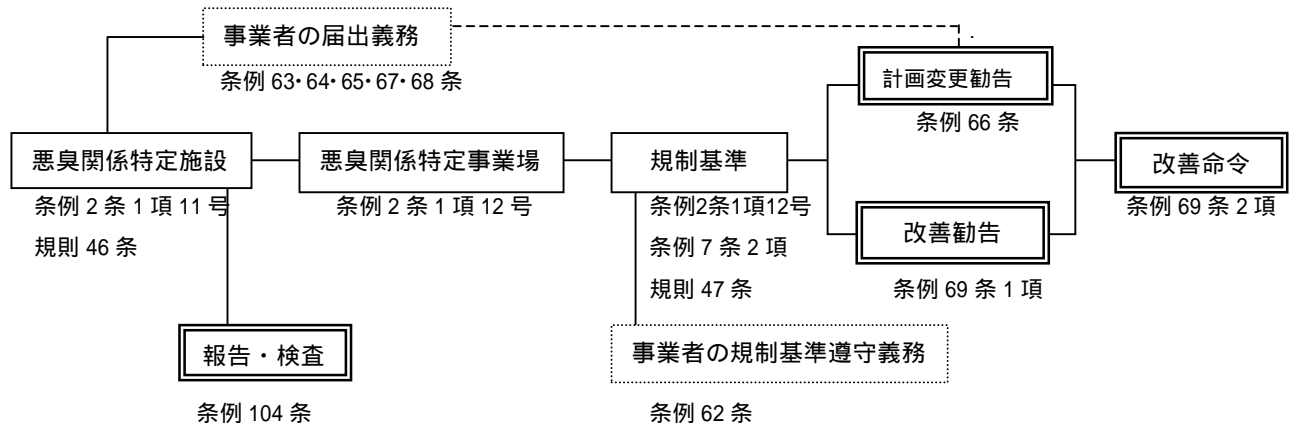 事業者の届出義務
条例 63・64・65・67・68 条
計画変更勧告
条例 66 条
悪臭関係特定施設
条例 2 条 1 項 11 号
規則 46 条
悪臭関係特定事業場
条例 2 条 1 項 12 号
規制基準
条例2条1項12号
条例 7 条 2 項
規則 47 条
改善命令
条例 69 条 2 項
改善勧告
条例 69 条 1 項
報告・検査
条例 104 条
事業者の規制基準遵守義務
条例 62 条